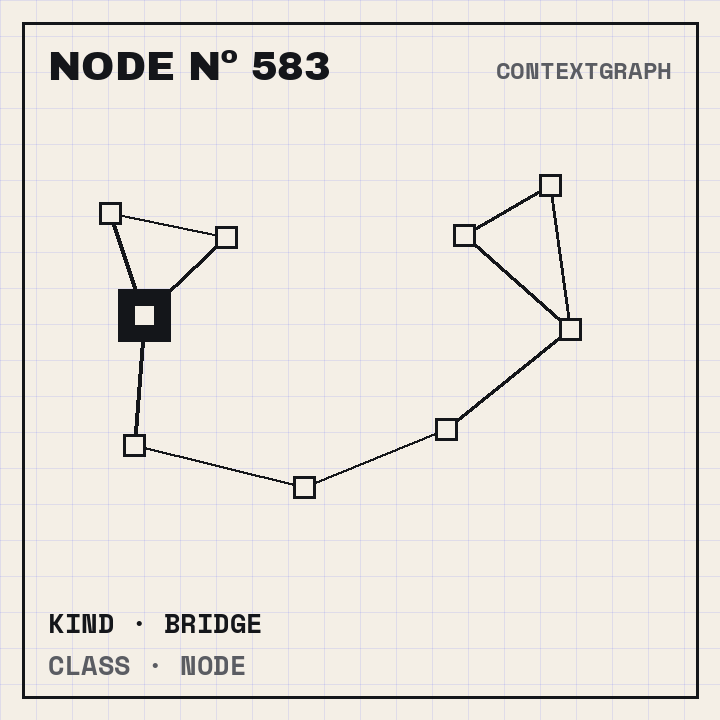 NODE Nº 583
CONTEXTGRAPH
KIND · BRIDGE
CLASS · NODE